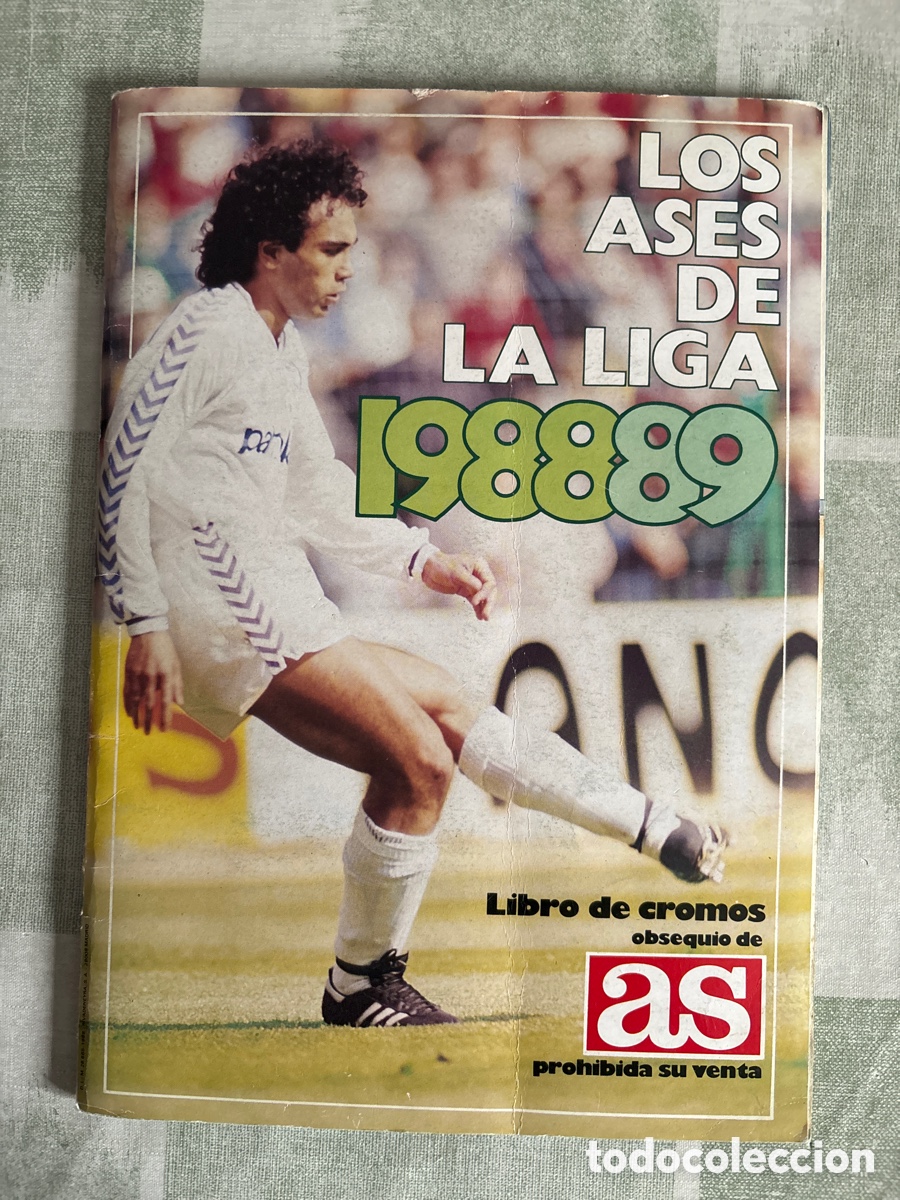 LOS
ASES
DE
LA LIGA
198889
Libro de cromos
obsequio de
as
prohibida su venta
todocoleccion